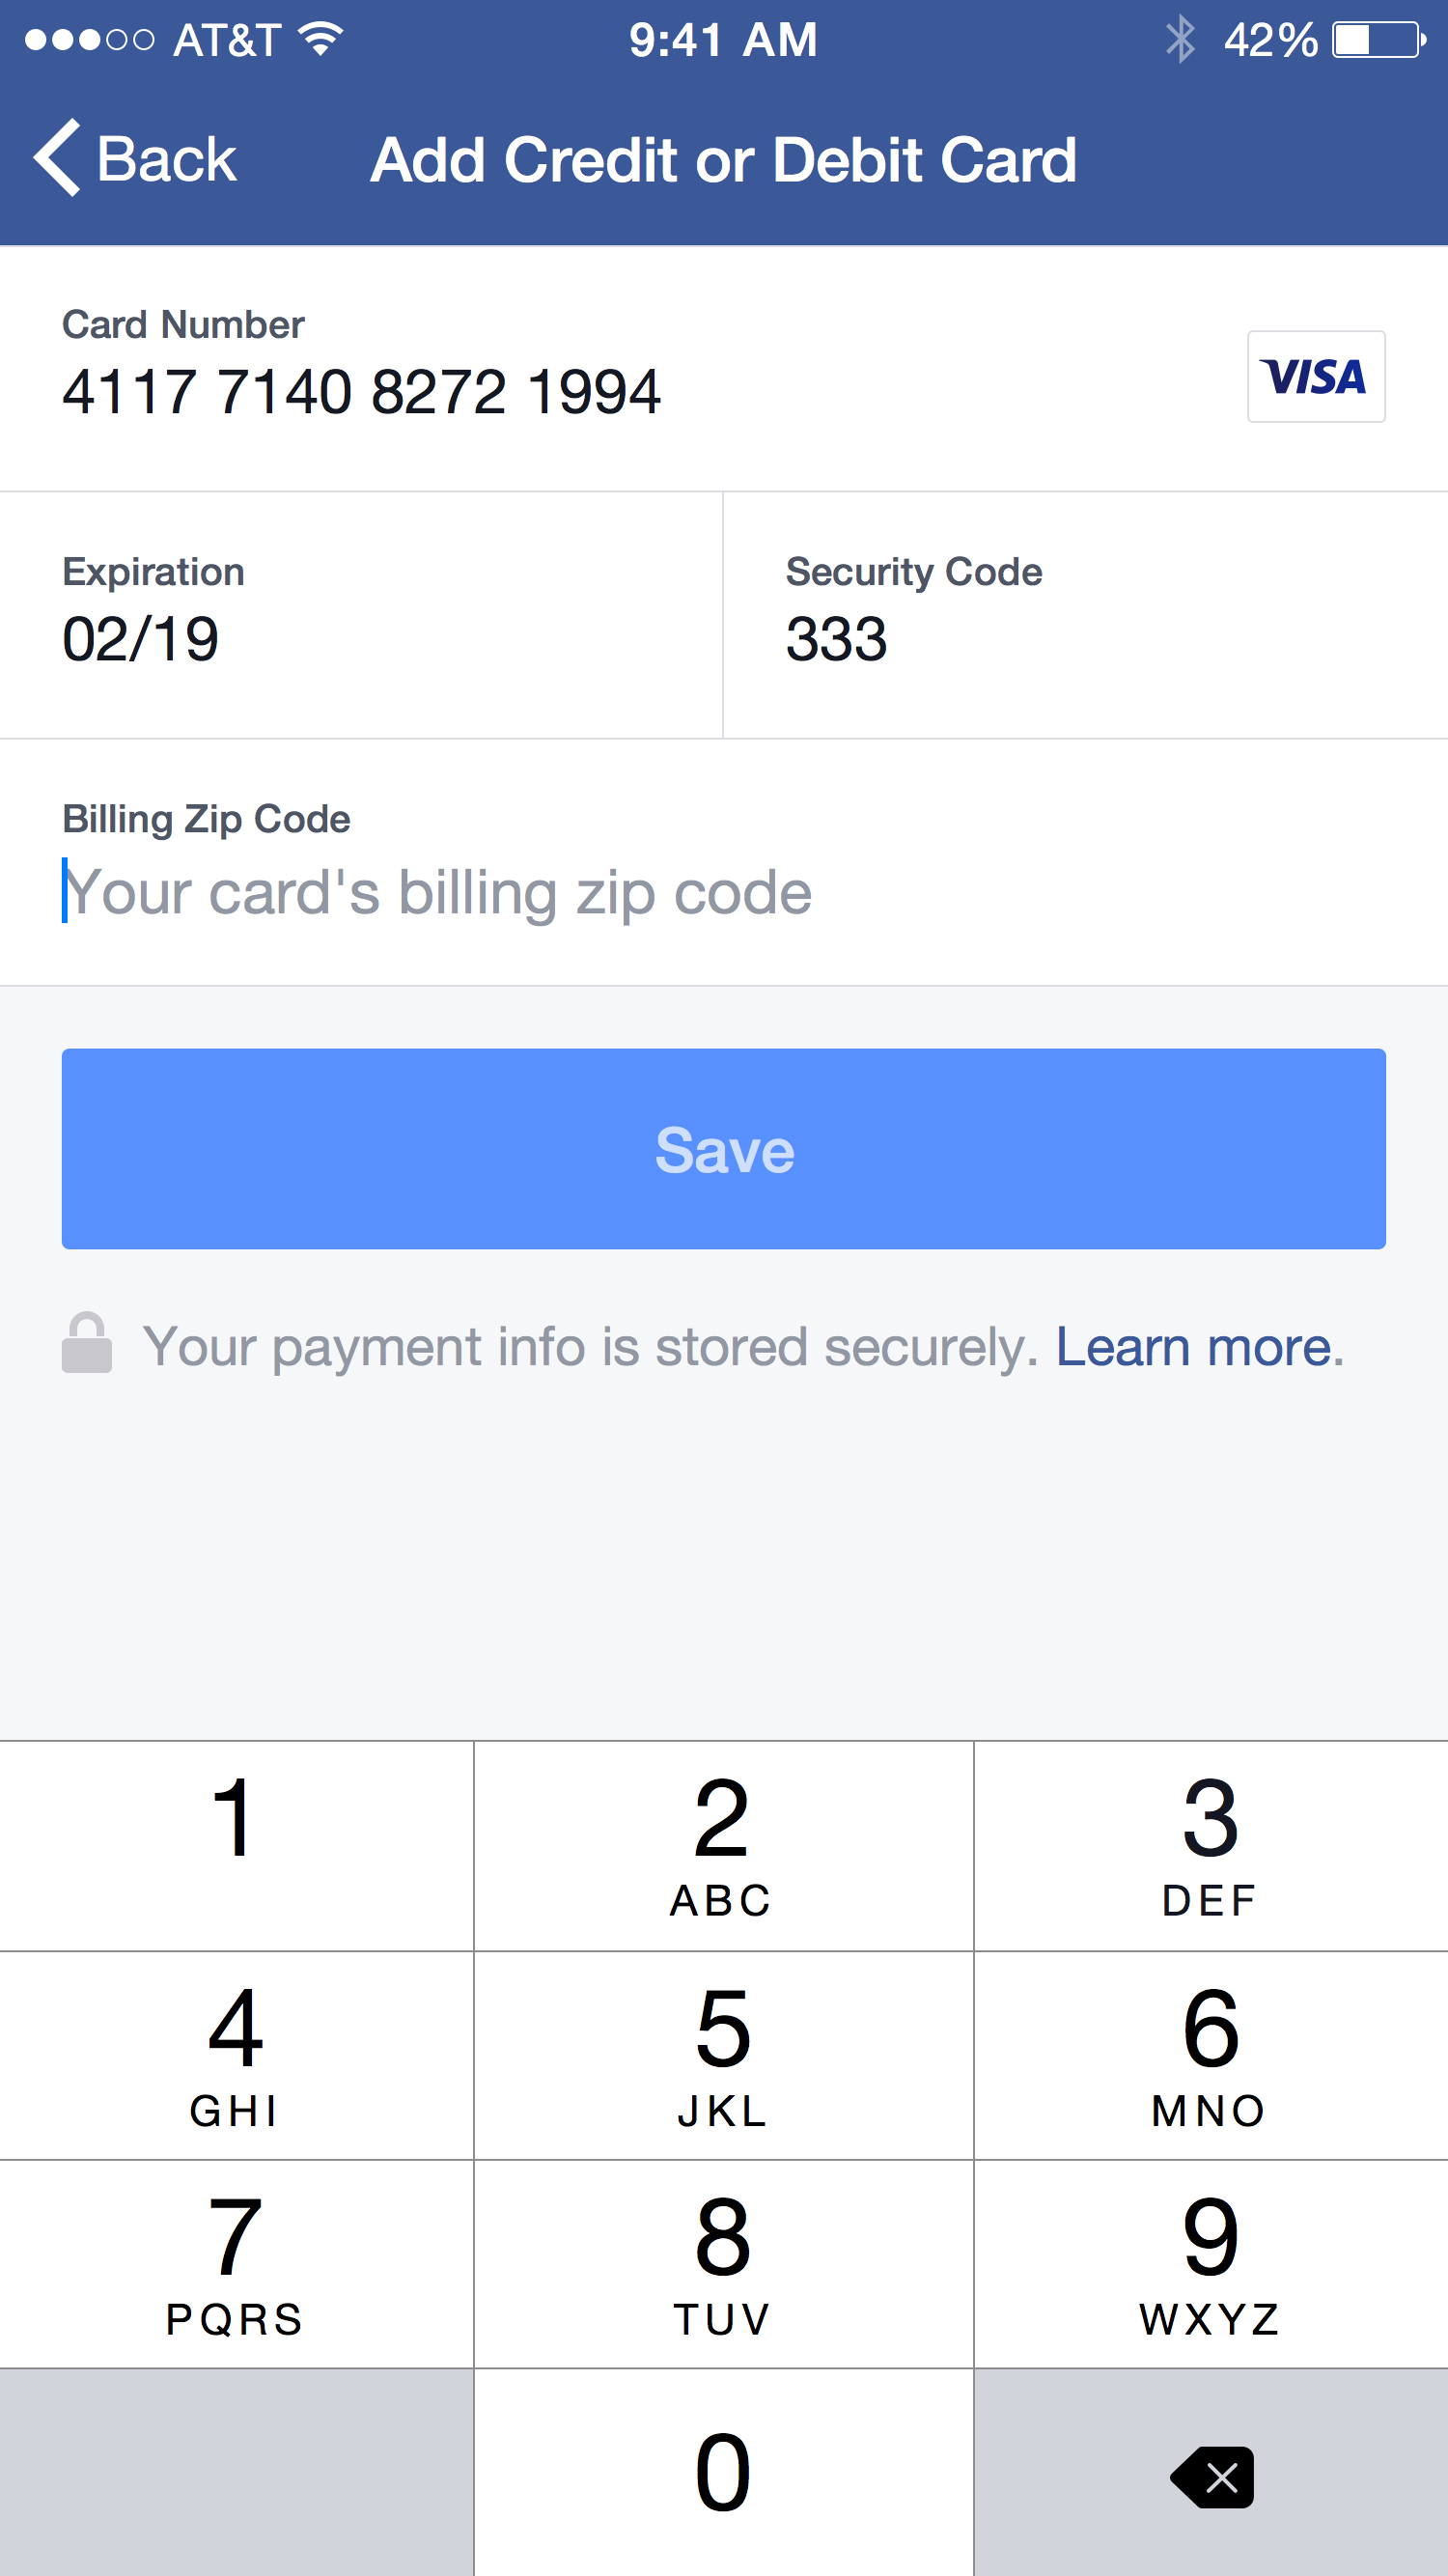 AT&T 9:41 AM 42%
Back Add Credit or Debit Card
Card Number
4117 7140 8272 1994
VISA
Expiration
02/19
Security Code
333
Billing Zip Code
Your card's billing zip code
Save
Your payment info is stored securely. Learn more.
1 2 3
ABC DEF
4 5 6
GHI JKL MNO
7 8 9
PQRS TUV WXYZ
0